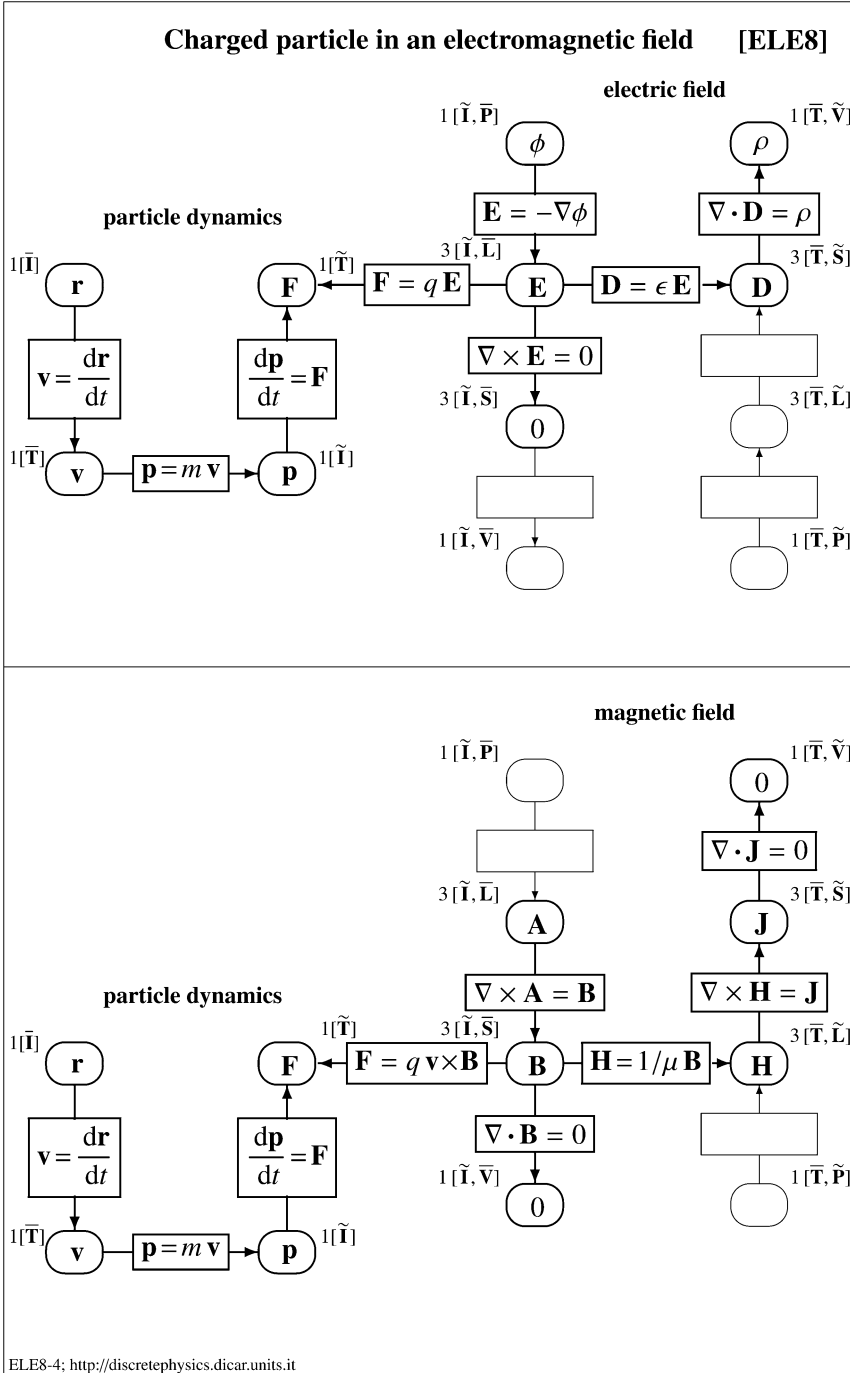 Charged particle in an electromagnetic field [ELE8]
electric field
1 [Ĩ, P̅] 1 [T̅, Ṽ]
ϕ ρ
E = −∇ϕ ∇ · D = ρ
particle dynamics
1[I̅] 1[T̃] 3 [Ĩ, L̅] 3 [T̅, S̃]
r F F = q E E D = ϵ E D
v = dr/dt dp/dt = F ∇ × E = 0
3 [Ĩ, S̅] 3 [T̅, L̃]
0
1[T̅] v p = m v p 1[Ĩ]
1 [Ĩ, V̅] 1 [T̅, P̃]
magnetic field
1 [Ĩ, P̅] 1 [T̅, Ṽ]
0
∇ · J = 0
3 [Ĩ, L̅] 3 [T̅, S̃]
A J
∇ × A = B ∇ × H = J
particle dynamics
1[I̅] 1[T̃] 3 [Ĩ, S̅] 3 [T̅, L̃]
r F F = q v×B B H = 1/μ B H
v = dr/dt dp/dt = F ∇ · B = 0
1 [Ĩ, V̅] 1 [T̅, P̃]
0
1[T̅] v p = m v p 1[Ĩ]
ELE8-4; http://discretephysics.dicar.units.it